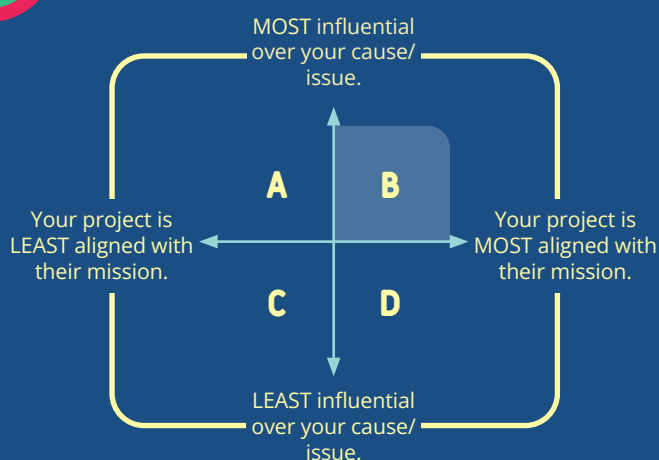 MOST influential
over your cause/
issue.
A
B
Your project is
LEAST aligned with
their mission.
Your project is
MOST aligned with
their mission.
C
D
LEAST influential
over your cause/
issue.